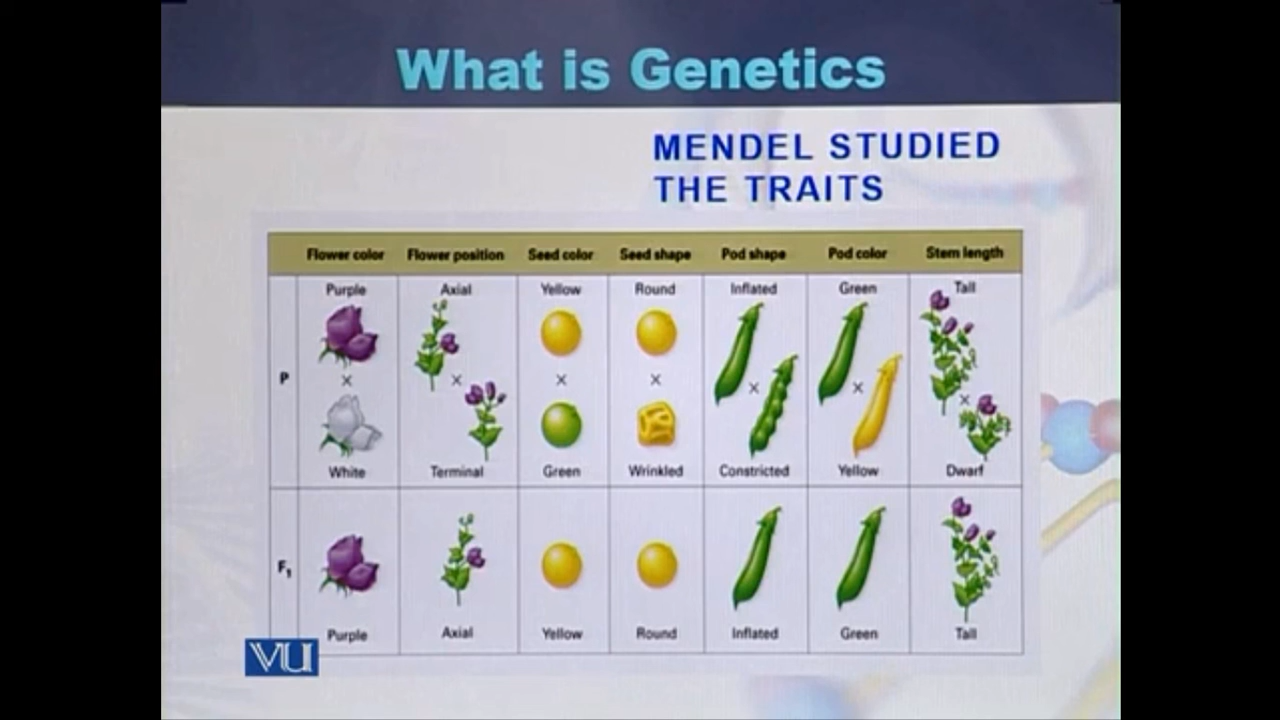 What is Genetics
MENDEL STUDIED
THE TRAITS
Flower color Flower position Seed color Seed shape Pod shape Pod color Stem length
Purple Axial Yellow Round Inflated Green Tall
P
x x x x x x x
White Terminal Green Wrinkled Constricted Yellow Dwarf
F1
Purple Axial Yellow Round Inflated Green Tall
VU